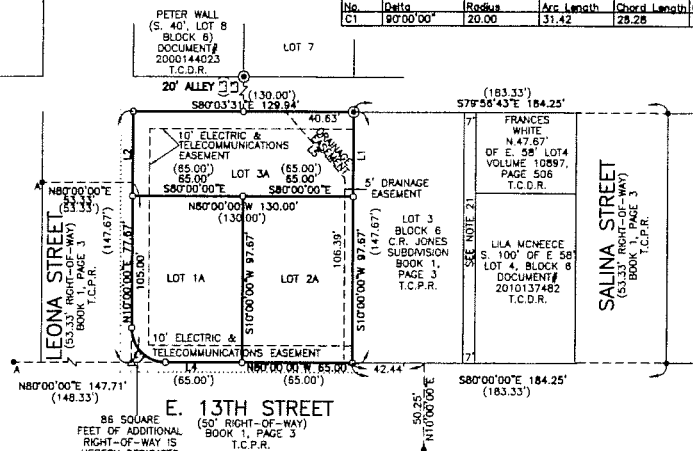 No. Delta Radius Arc Length Chord Length
C1 90°00'00" 20.00 31.42 28.28
PETER WALL
(S. 40', LOT 8
BLOCK 6)
DOCUMENT#
2000144023
T.C.D.R.
LOT 7
20' ALLEY
(130.00')
S80°03'31"E 129.94'
40.63'
(183.33')
S79°56'43"E 184.25'
10' ELECTRIC &
TELECOMMUNICATIONS
EASEMENT
DRAINAGE
EASEMENT
L5
L2
L1
LOT 3A
(65.00') (65.00')
65.00' 65.00'
S80°00'00"E S80°00'00"E
N80°00'00"W 130.00'
(130.00')
5' DRAINAGE
EASEMENT
7'
FRANCES
WHITE
N.47.67'
OF E. 58' LOT4
VOLUME 10897,
PAGE 506
T.C.D.R.
A
N80°00'00"E
53.33'
(53.33')
LEONA STREET
(53.33' RIGHT-OF-WAY)
BOOK 1, PAGE 3
T.C.P.R.
(147.67')
N10°00'00"E 77.67'
105.00'
LOT 1A
S10°00'00"W 97.67'
LOT 2A
106.39'
S10°00'00"W 97.67'
(147.67')
LOT 3
BLOCK 6
C.R. JONES
SUBDIVISION
BOOK 1,
PAGE 3
T.C.P.R.
SEE NOTE 21
LILA MCNEECE
S. 100' OF E 58'
LOT 4, BLOCK 6
DOCUMENT#
2010137482
T.C.D.R.
SALINA STREET
(53.33' RIGHT-OF-WAY)
BOOK 1, PAGE 3
T.C.P.R.
10' ELECTRIC &
TELECOMMUNICATIONS EASEMENT
7'
A
L4
N80°00'00"W 65.00'
42.44'
(65.00') (65.00')
N80°00'00"E 147.71'
(148.33')
S80°00'00"E 184.25'
(183.33')
E. 13TH STREET
(50' RIGHT-OF-WAY)
BOOK 1, PAGE 3
T.C.P.R.
50.25'
N10°00'00"E
86 SQUARE
FEET OF ADDITIONAL
RIGHT-OF-WAY IS